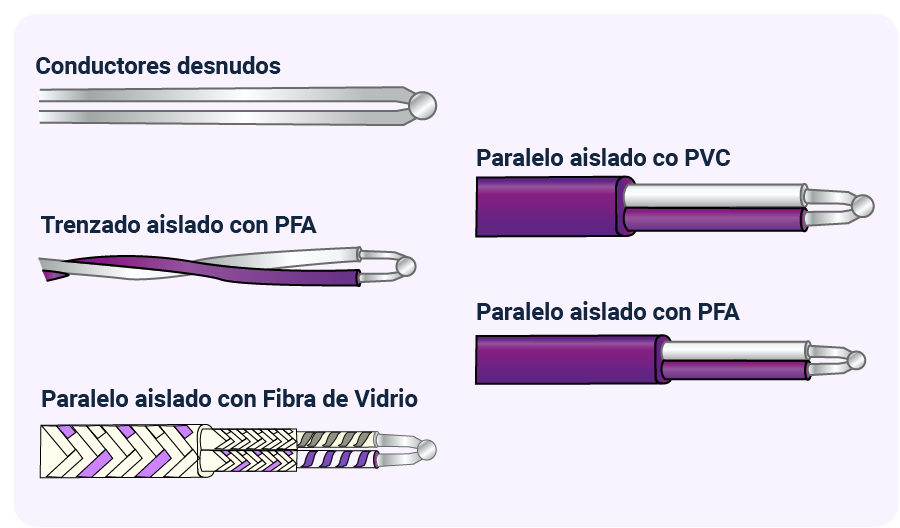 Conductores desnudos
Trenzado aislado con PFA
Paralelo aislado con Fibra de Vidrio
Paralelo aislado co PVC
Paralelo aislado con PFA